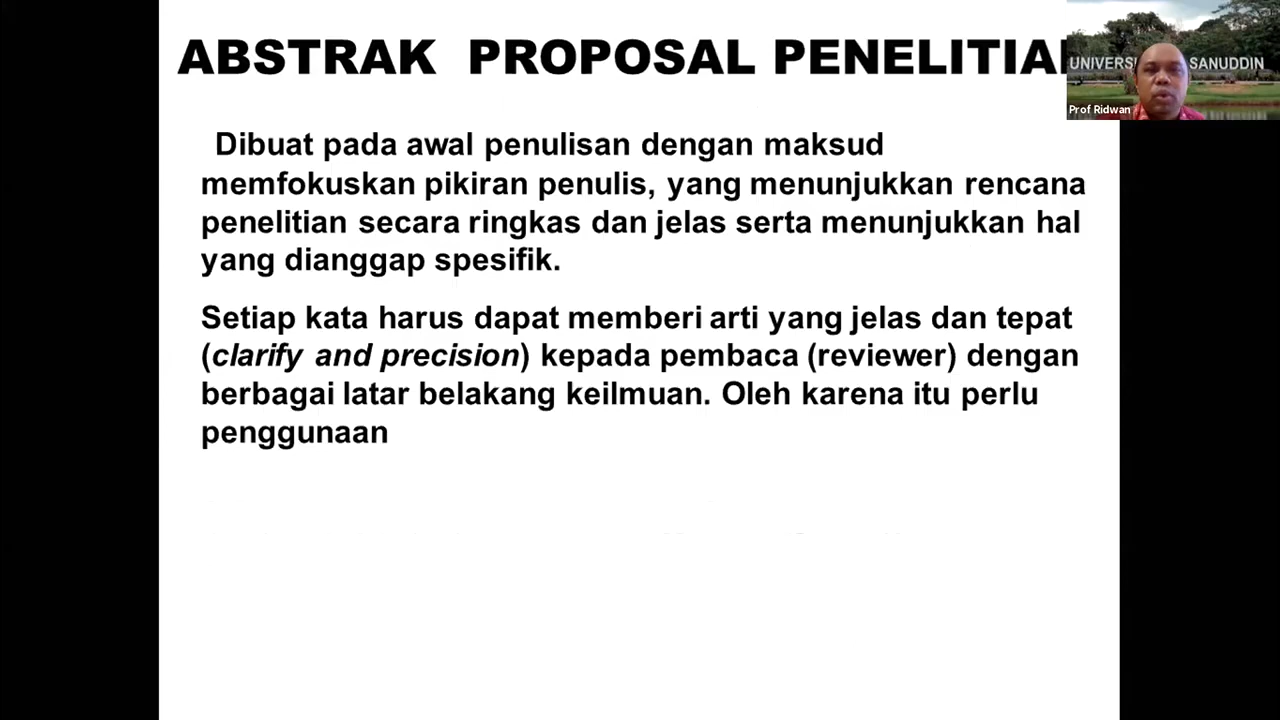 ABSTRAK PROPOSAL PENELITIA
UNIVERS SANUDDIN
Prof Ridwan
Dibuat pada awal penulisan dengan maksud
memfokuskan pikiran penulis, yang menunjukkan rencana
penelitian secara ringkas dan jelas serta menunjukkan hal
yang dianggap spesifik.
Setiap kata harus dapat memberi arti yang jelas dan tepat
(clarify and precision) kepada pembaca (reviewer) dengan
berbagai latar belakang keilmuan. Oleh karena itu perlu
penggunaan